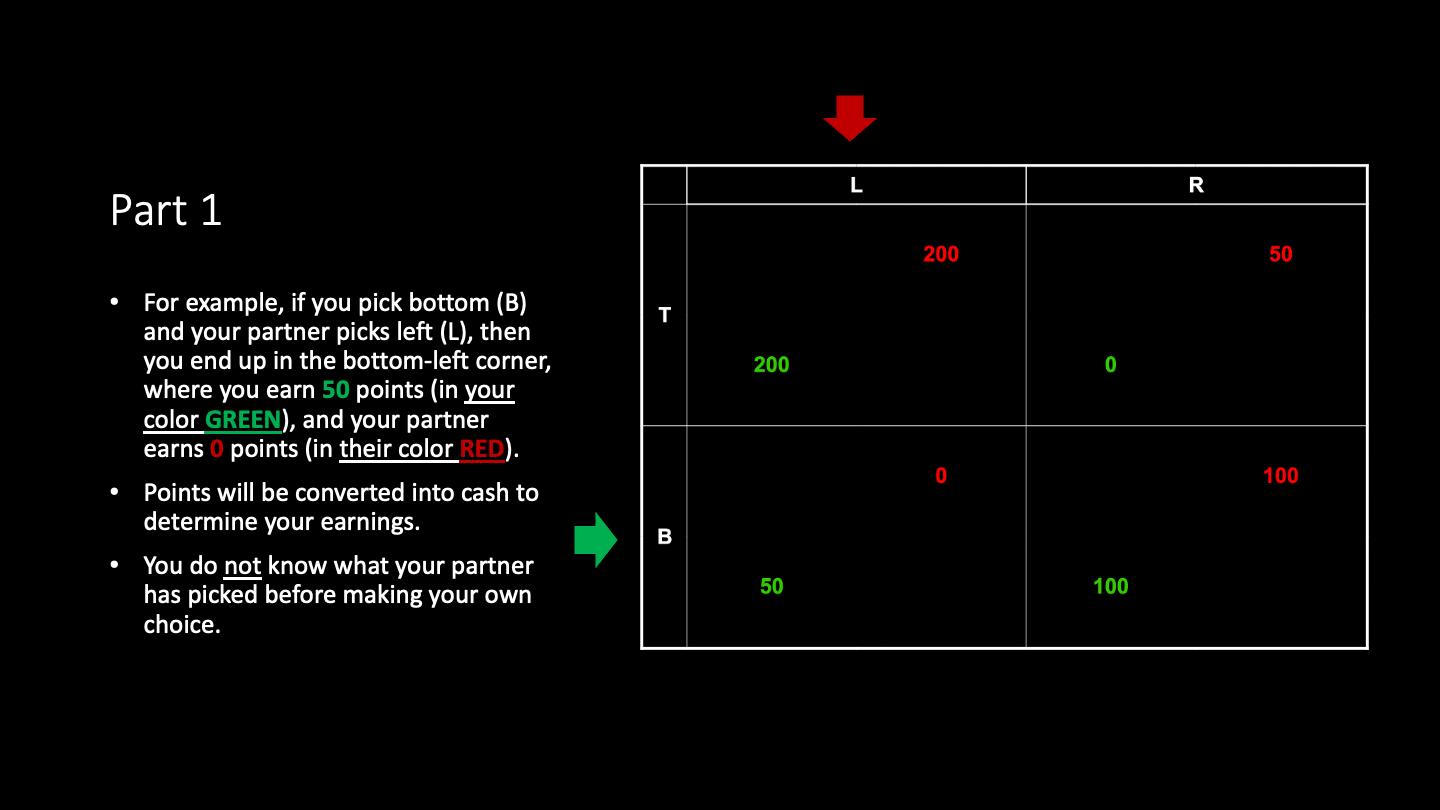 Part 1
• For example, if you pick bottom (B)
and your partner picks left (L), then
you end up in the bottom-left corner,
where you earn 50 points (in your
color GREEN), and your partner
earns 0 points (in their color RED).
• Points will be converted into cash to
determine your earnings.
• You do not know what your partner
has picked before making your own
choice.
L R
200 50
T
200 0
0 100
B
50 100